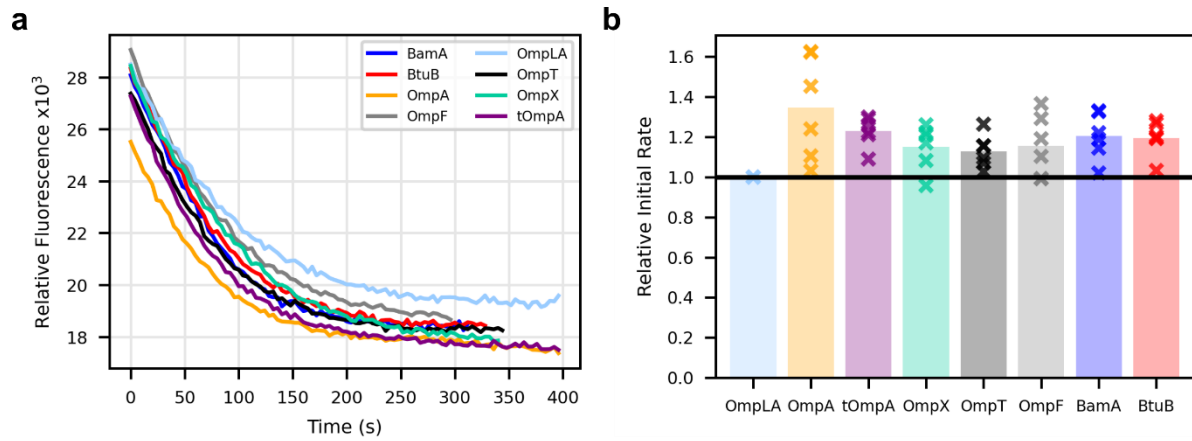 a
Relative Fluorescence x10³
28
26
24
22
20
18
0 50 100 150 200 250 300 350 400
Time (s)
BamA
BtuB
OmpA
OmpF
OmpLA
OmpT
OmpX
tOmpA
b
Relative Initial Rate
1.6
1.4
1.2
1.0
0.8
0.6
0.4
0.2
0.0
OmpLA OmpA tOmpA OmpX OmpT OmpF BamA BtuB